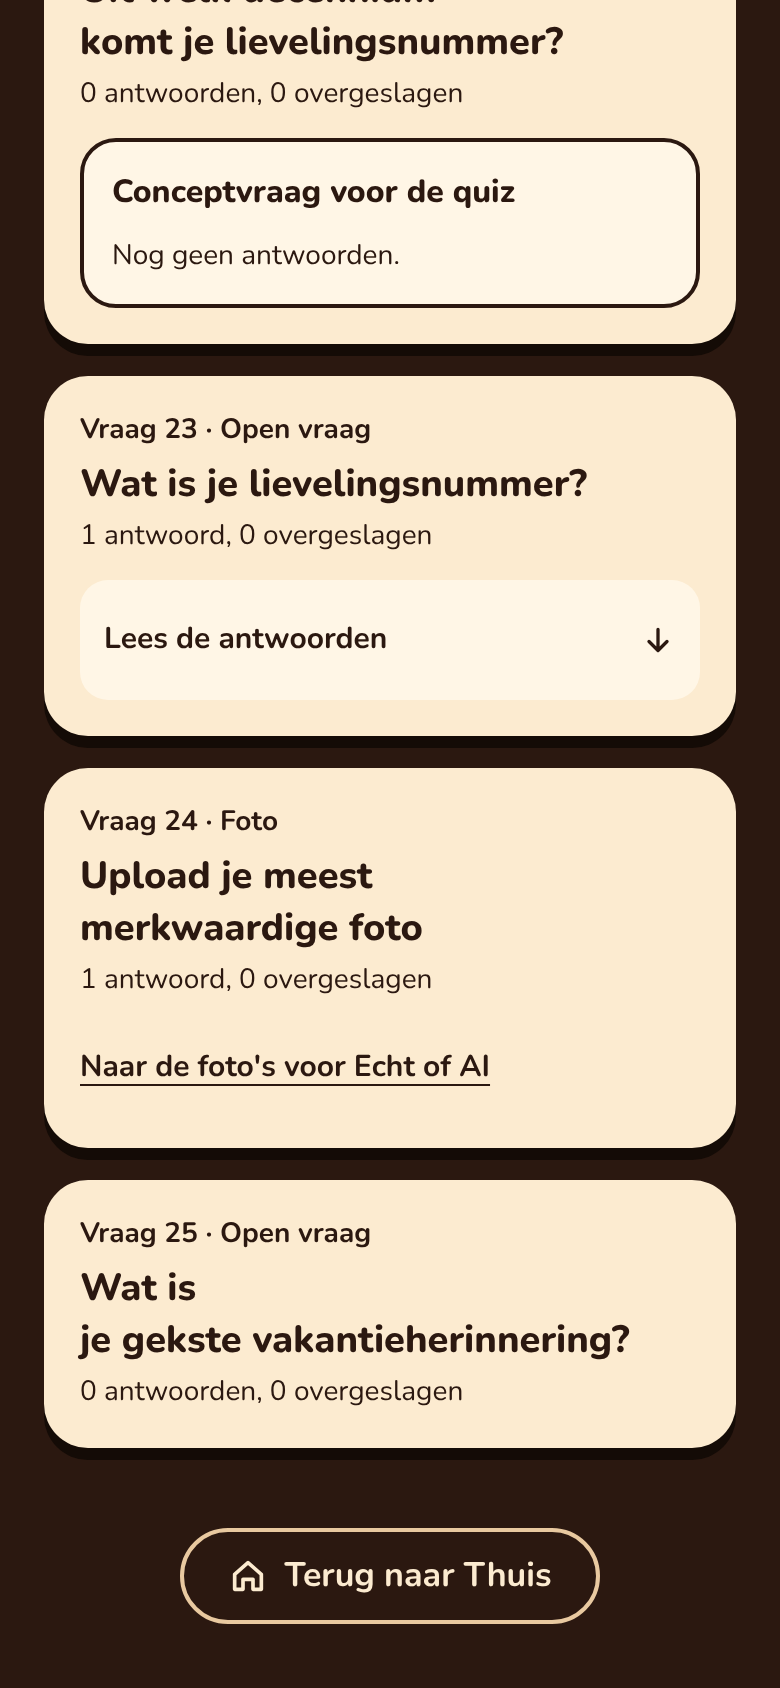 komt je lievelingsnummer?
0 antwoorden, 0 overgeslagen
Conceptvraag voor de quiz
Nog geen antwoorden.
Vraag 23 · Open vraag
Wat is je lievelingsnummer?
1 antwoord, 0 overgeslagen
Lees de antwoorden
Vraag 24 · Foto
Upload je meest
merkwaardige foto
1 antwoord, 0 overgeslagen
Naar de foto's voor Echt of AI
Vraag 25 · Open vraag
Wat is
je gekste vakantieherinnering?
0 antwoorden, 0 overgeslagen
Terug naar Thuis